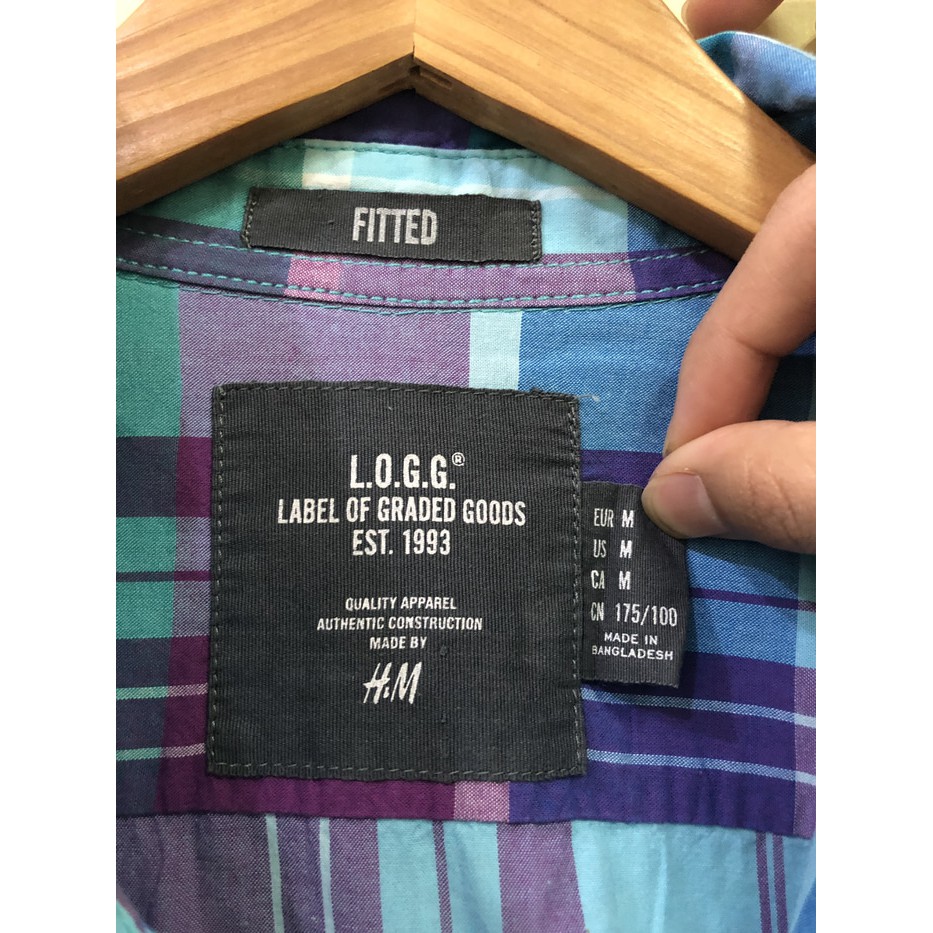 FITTED
L.O.G.G.®
LABEL OF GRADED GOODS
EST. 1993
QUALITY APPAREL
AUTHENTIC CONSTRUCTION
MADE BY
H&M
EUR M
US M
CA M
CN 175/100
MADE IN
BANGLADESH